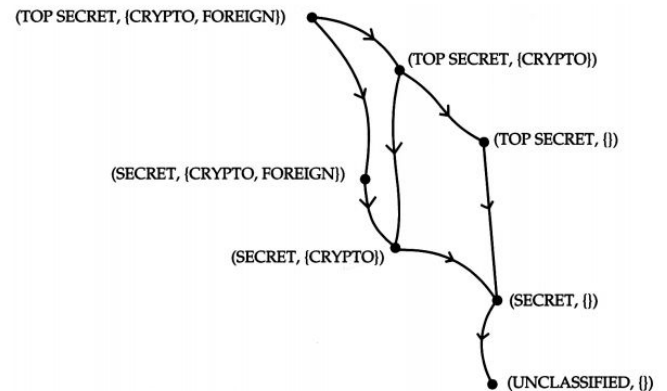 (TOP SECRET, {CRYPTO, FOREIGN})
(TOP SECRET, {CRYPTO})
(TOP SECRET, {})
(SECRET, {CRYPTO, FOREIGN})
(SECRET, {CRYPTO})
(SECRET, {})
(UNCLASSIFIED, {})